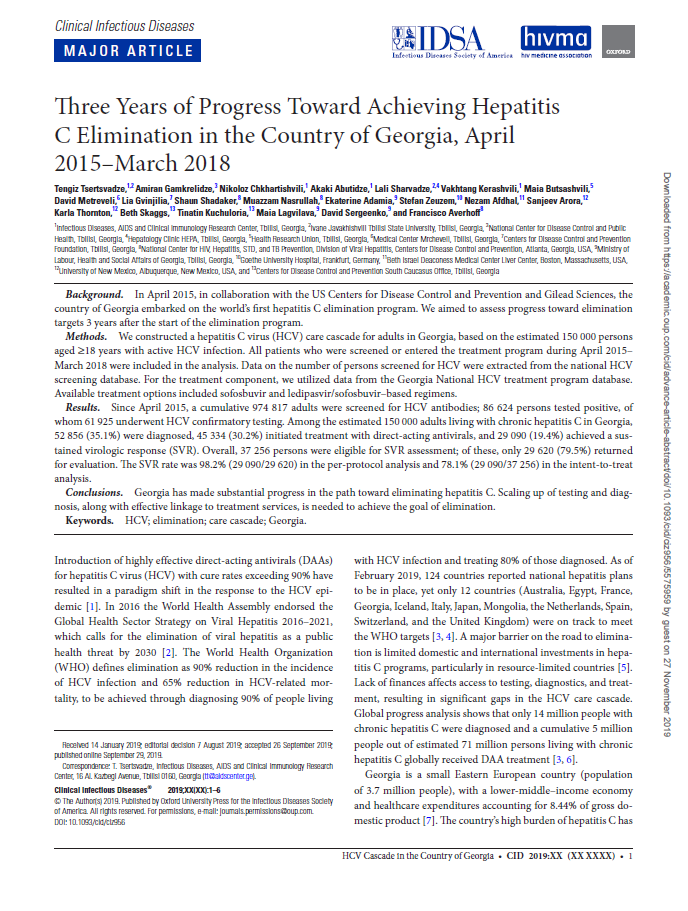 Clinical Infectious Diseases
MAJOR ARTICLE
IDSA
Infectious Diseases Society of America
hivma
hiv medicine association
OXFORD
Three Years of Progress Toward Achieving Hepatitis
C Elimination in the Country of Georgia, April
2015–March 2018
Tengiz Tsertsvadze,1,2 Amiran Gamkrelidze,3 Nikoloz Chkhartishvili,1 Akaki Abutidze,1 Lali Sharvadze,2,4 Vakhtang Kerashvili,1 Maia Butsashvili,5
David Metreveli,6 Lia Gvinjilia,7 Shaun Shadaker,8 Muazzam Nasrullah,8 Ekaterine Adamia,9 Stefan Zeuzem,10 Nezam Afdhal,11 Sanjeev Arora,12
Karla Thornton,12 Beth Skaggs,13 Tinatin Kuchuloria,13 Maia Lagvilava,9 David Sergeenko,9 and Francisco Averhoff8
1Infectious Diseases, AIDS and Clinical Immunology Research Center, Tbilisi, Georgia, 2Ivane Javakhishvili Tbilisi State University, Tbilisi, Georgia, 3National Center for Disease Control and Public
Health, Tbilisi, Georgia, 4Hepatology Clinic HEPA, Tbilisi, Georgia, 5Health Research Union, Tbilisi, Georgia, 6Medical Center Mrcheveli, Tbilisi, Georgia, 7Centers for Disease Control and Prevention
Foundation, Tbilisi, Georgia, 8National Center for HIV, Hepatitis, STD, and TB Prevention, Division of Viral Hepatitis, Centers for Disease Control and Prevention, Atlanta, Georgia, USA, 9Ministry of
Labour, Health and Social Affairs of Georgia, Tbilisi, Georgia, 10Goethe University Hospital, Frankfurt, Germany, 11Beth Israel Deaconess Medical Center Liver Center, Boston, Massachusetts, USA,
12University of New Mexico, Albuquerque, New Mexico, USA, and 13Centers for Disease Control and Prevention South Caucasus Office, Tbilisi, Georgia
Background. In April 2015, in collaboration with the US Centers for Disease Control and Prevention and Gilead Sciences, the
country of Georgia embarked on the world's first hepatitis C elimination program. We aimed to assess progress toward elimination
targets 3 years after the start of the elimination program.
Methods. We constructed a hepatitis C virus (HCV) care cascade for adults in Georgia, based on the estimated 150 000 persons
aged ≥18 years with active HCV infection. All patients who were screened or entered the treatment program during April 2015–
March 2018 were included in the analysis. Data on the number of persons screened for HCV were extracted from the national HCV
screening database. For the treatment component, we utilized data from the Georgia National HCV treatment program database.
Available treatment options included sofosbuvir and ledipasvir/sofosbuvir–based regimens.
Results. Since April 2015, a cumulative 974 817 adults were screened for HCV antibodies; 86 624 persons tested positive, of
whom 61 925 underwent HCV confirmatory testing. Among the estimated 150 000 adults living with chronic hepatitis C in Georgia,
52 856 (35.1%) were diagnosed, 45 334 (30.2%) initiated treatment with direct-acting antivirals, and 29 090 (19.4%) achieved a sus-
tained virologic response (SVR). Overall, 37 256 persons were eligible for SVR assessment; of these, only 29 620 (79.5%) returned
for evaluation. The SVR rate was 98.2% (29 090/29 620) in the per-protocol analysis and 78.1% (29 090/37 256) in the intent-to-treat
analysis.
Conclusions. Georgia has made substantial progress in the path toward eliminating hepatitis C. Scaling up of testing and diag-
nosis, along with effective linkage to treatment services, is needed to achieve the goal of elimination.
Keywords. HCV; elimination; care cascade; Georgia.
Introduction of highly effective direct-acting antivirals (DAAs)
for hepatitis C virus (HCV) with cure rates exceeding 90% have
resulted in a paradigm shift in the response to the HCV epi-
demic [1]. In 2016 the World Health Assembly endorsed the
Global Health Sector Strategy on Viral Hepatitis 2016–2021,
which calls for the elimination of viral hepatitis as a public
health threat by 2030 [2]. The World Health Organization
(WHO) defines elimination as 90% reduction in the incidence
of HCV infection and 65% reduction in HCV-related mor-
tality, to be achieved through diagnosing 90% of people living
Received 14 January 2019; editorial decision 7 August 2019; accepted 26 September 2019;
published online September 29, 2019.
Correspondence: T. Tsertsvadze, Infectious Diseases, AIDS and Clinical Immunology Research
Center, 16 Al. Kazbegi Avenue, Tbilisi 0160, Georgia (tt@aidscenter.ge).
Clinical Infectious Diseases® 2019;XX(XX):1–6
© The Author(s) 2019. Published by Oxford University Press for the Infectious Diseases Society
of America. All rights reserved. For permissions, e-mail: journals.permissions@oup.com.
DOI: 10.1093/cid/ciz956
with HCV infection and treating 80% of those diagnosed. As of
February 2019, 124 countries reported national hepatitis plans
to be in place, yet only 12 countries (Australia, Egypt, France,
Georgia, Iceland, Italy, Japan, Mongolia, the Netherlands, Spain,
Switzerland, and the United Kingdom) were on track to meet
the WHO targets [3, 4]. A major barrier on the road to elimina-
tion is limited domestic and international investments in hepa-
titis C programs, particularly in resource-limited countries [5].
Lack of finances affects access to testing, diagnostics, and treat-
ment, resulting in significant gaps in the HCV care cascade.
Global progress analysis shows that only 14 million people with
chronic hepatitis C were diagnosed and a cumulative 5 million
people out of estimated 71 million persons living with chronic
hepatitis C globally received DAA treatment [3, 6].
Georgia is a small Eastern European country (population
of 3.7 million people), with a lower-middle–income economy
and healthcare expenditures accounting for 8.44% of gross do-
mestic product [7]. The country's high burden of hepatitis C has
HCV Cascade in the Country of Georgia • CID 2019:XX (XX XXXX) • 1
Downloaded from https://academic.oup.com/cid/advance-article-abstract/doi/10.1093/cid/ciz956/5575959 by guest on 27 November 2019